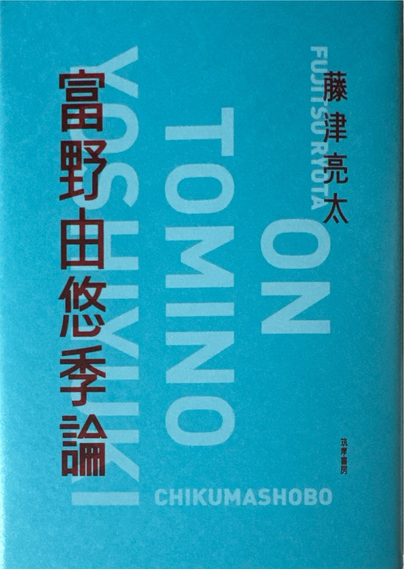 藤津亮太
FUJITSU RYOTA
ON
TOMINO
YOSHIYUKI
富野由悠季論
筑摩書房
CHIKUMASHOBO